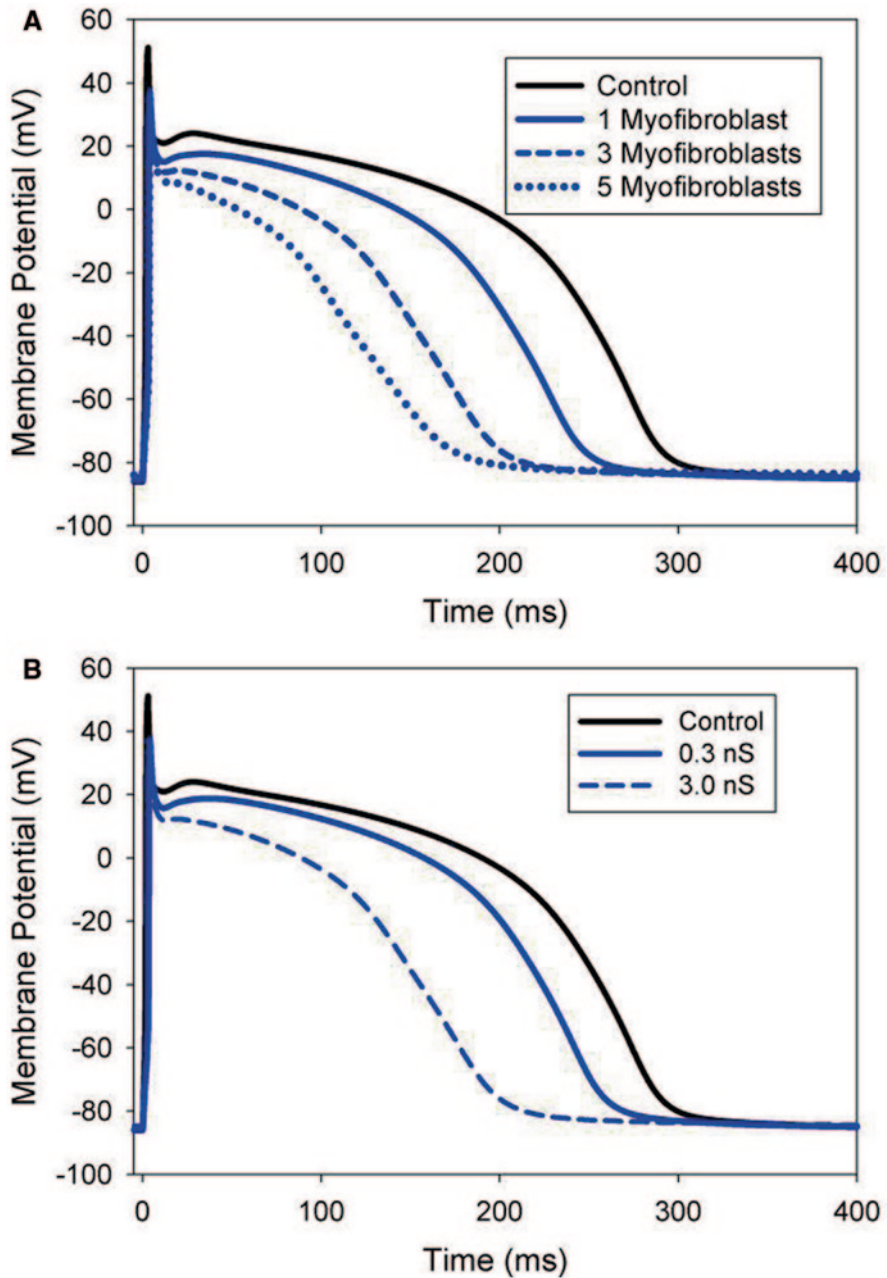 A
60
40
20
0
-20
-40
-60
-80
-100
Membrane Potential (mV)
Control
1 Myofibroblast
3 Myofibroblasts
5 Myofibroblasts
0 100 200 300 400
Time (ms)
B
60
40
20
0
-20
-40
-60
-80
-100
Membrane Potential (mV)
Control
0.3 nS
3.0 nS
0 100 200 300 400
Time (ms)